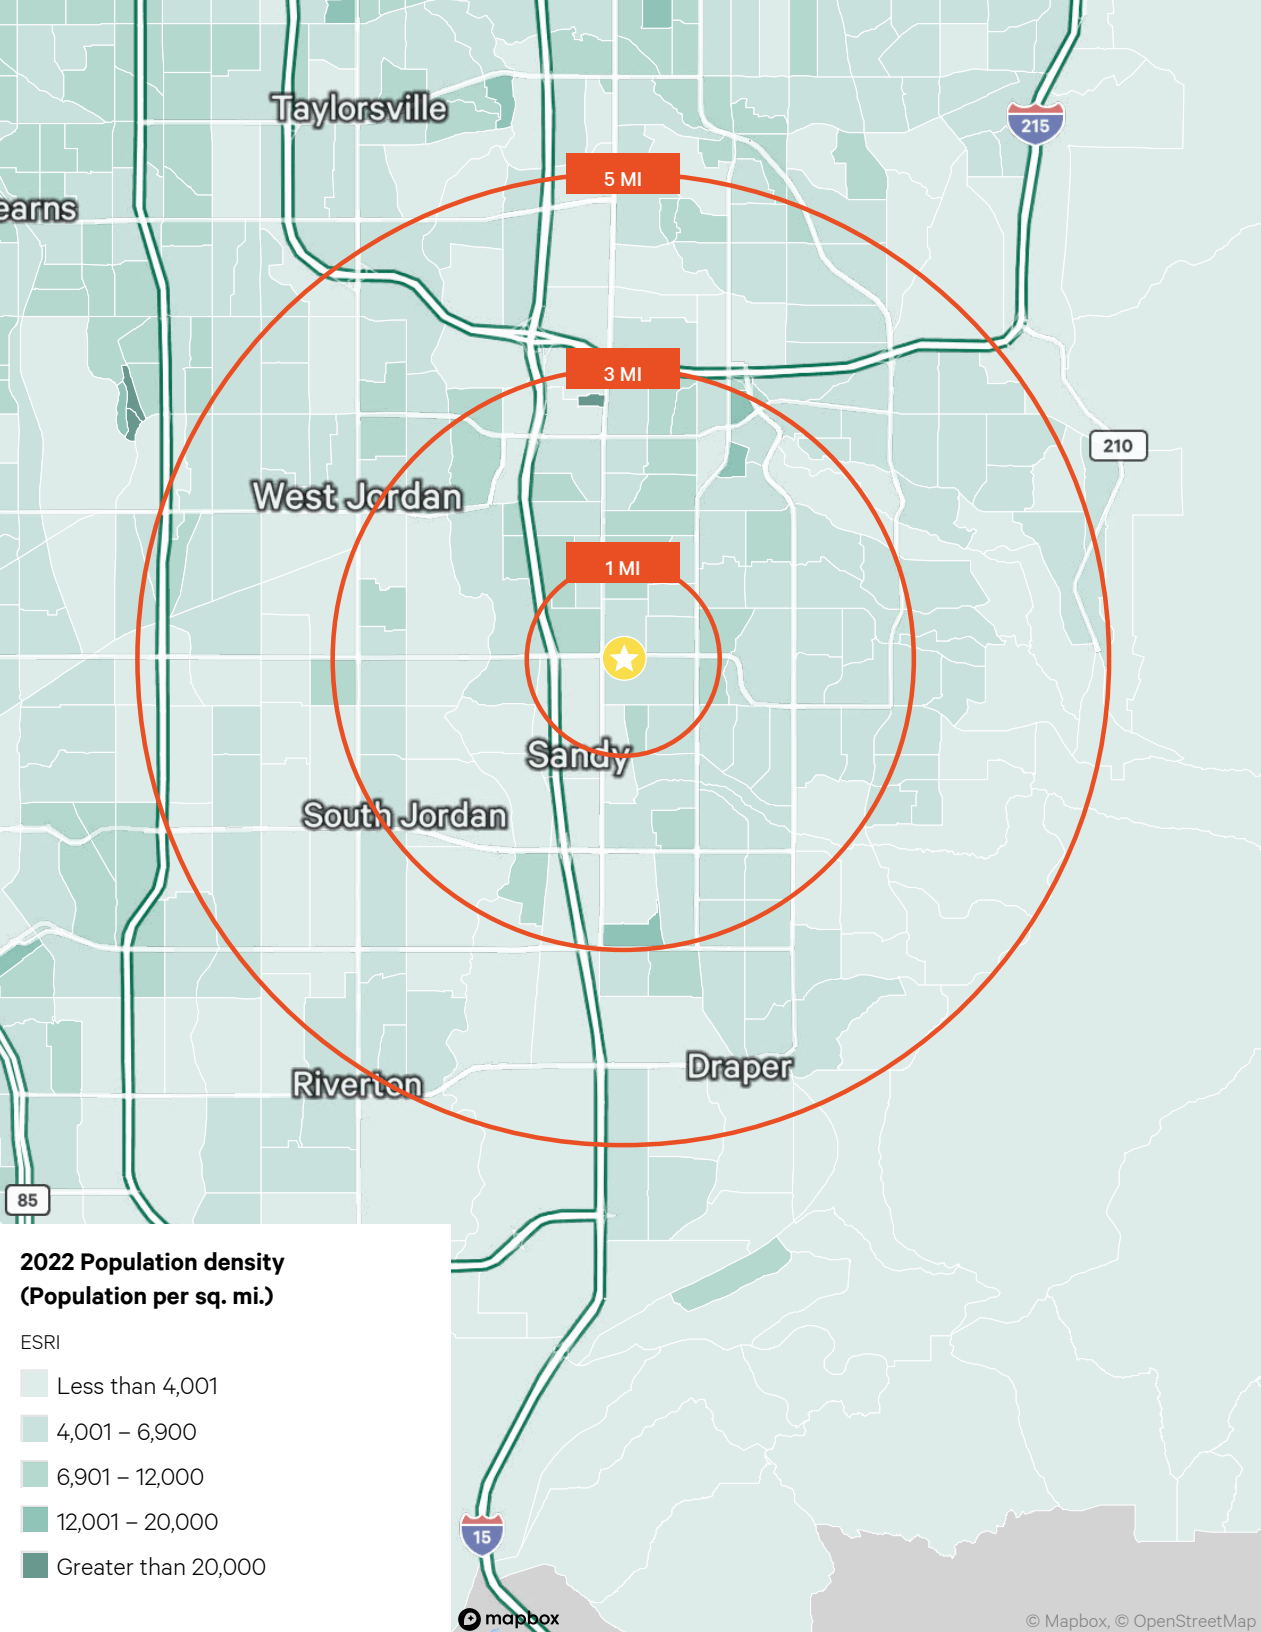 Taylorsville
215
5 MI
earns
3 MI
210
West Jordan
1 MI
Sandy
South Jordan
Draper
Riverton
85
2022 Population density
(Population per sq. mi.)
ESRI
Less than 4,001
4,001 – 6,900
6,901 – 12,000
12,001 – 20,000
Greater than 20,000
15
mapbox
© Mapbox, © OpenStreetMap